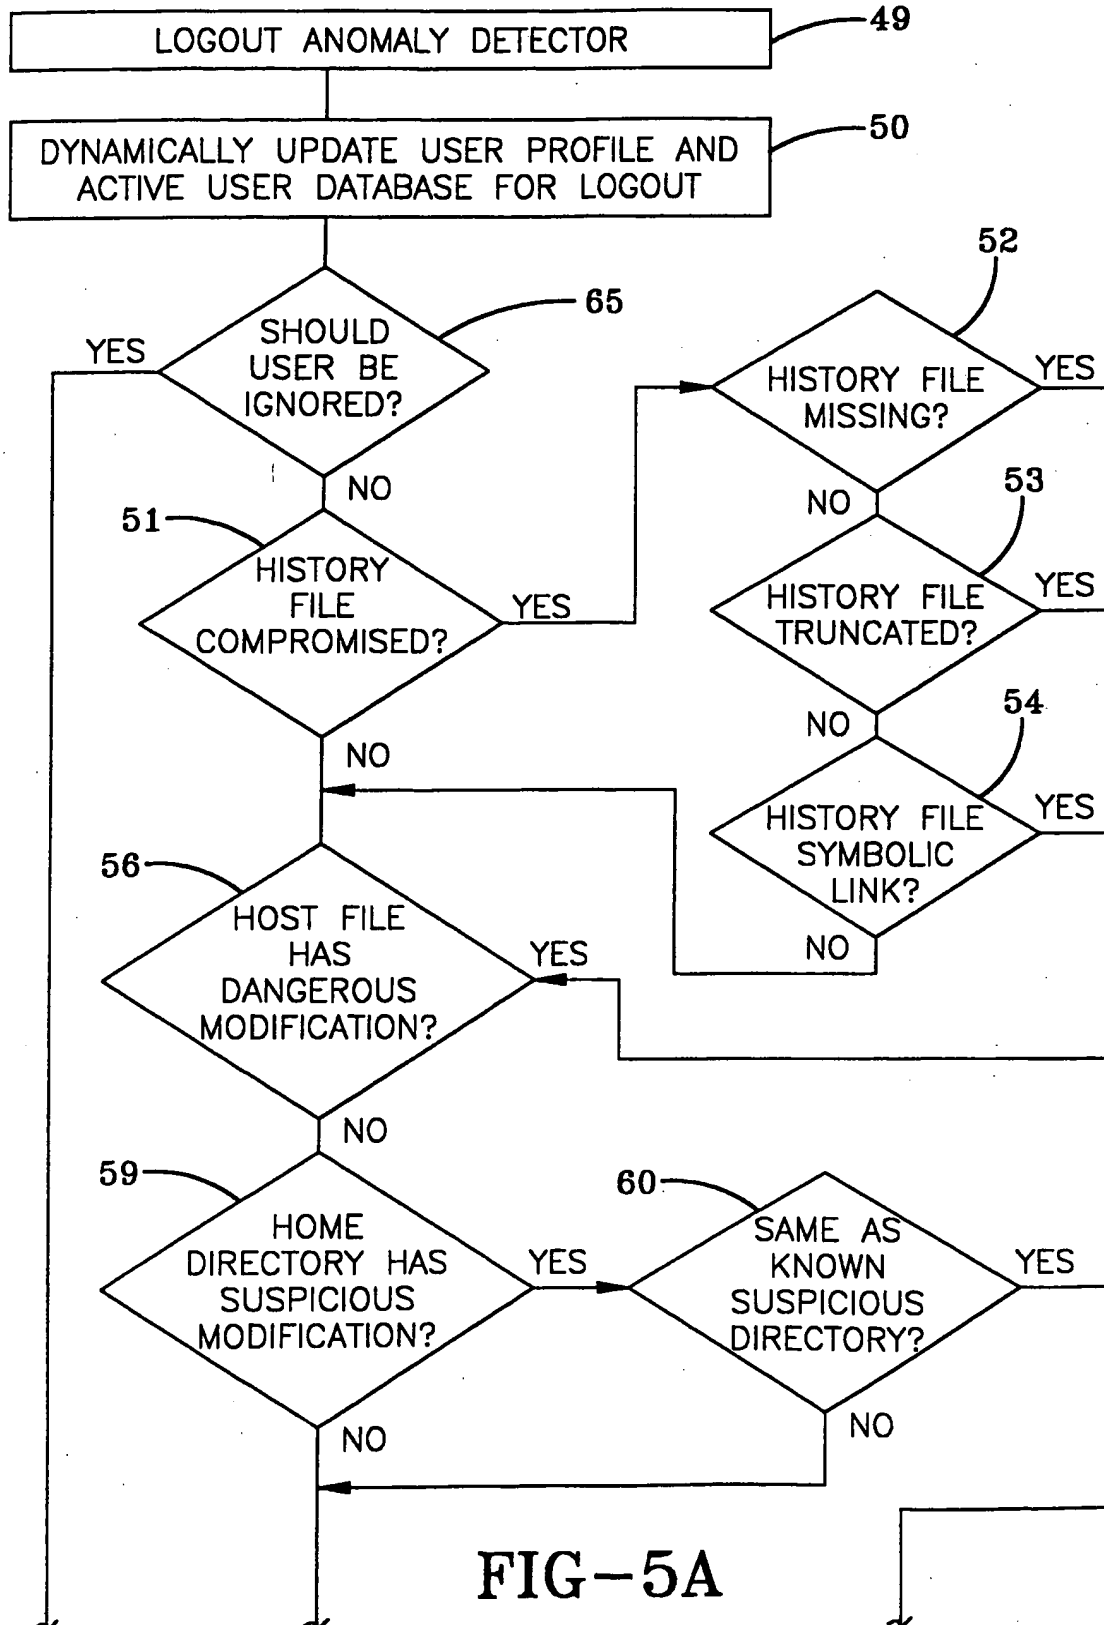 LOGOUT ANOMALY DETECTOR
49
DYNAMICALLY UPDATE USER PROFILE AND
ACTIVE USER DATABASE FOR LOGOUT
50
SHOULD
USER BE
IGNORED?
65
YES
NO
52
HISTORY FILE
MISSING?
YES
NO
51
HISTORY
FILE
COMPROMISED?
YES
NO
53
HISTORY FILE
TRUNCATED?
YES
NO
54
HISTORY FILE
SYMBOLIC
LINK?
YES
NO
56
HOST FILE
HAS
DANGEROUS
MODIFICATION?
YES
NO
59
HOME
DIRECTORY HAS
SUSPICIOUS
MODIFICATION?
YES
NO
60
SAME AS
KNOWN
SUSPICIOUS
DIRECTORY?
YES
NO
FIG-5A